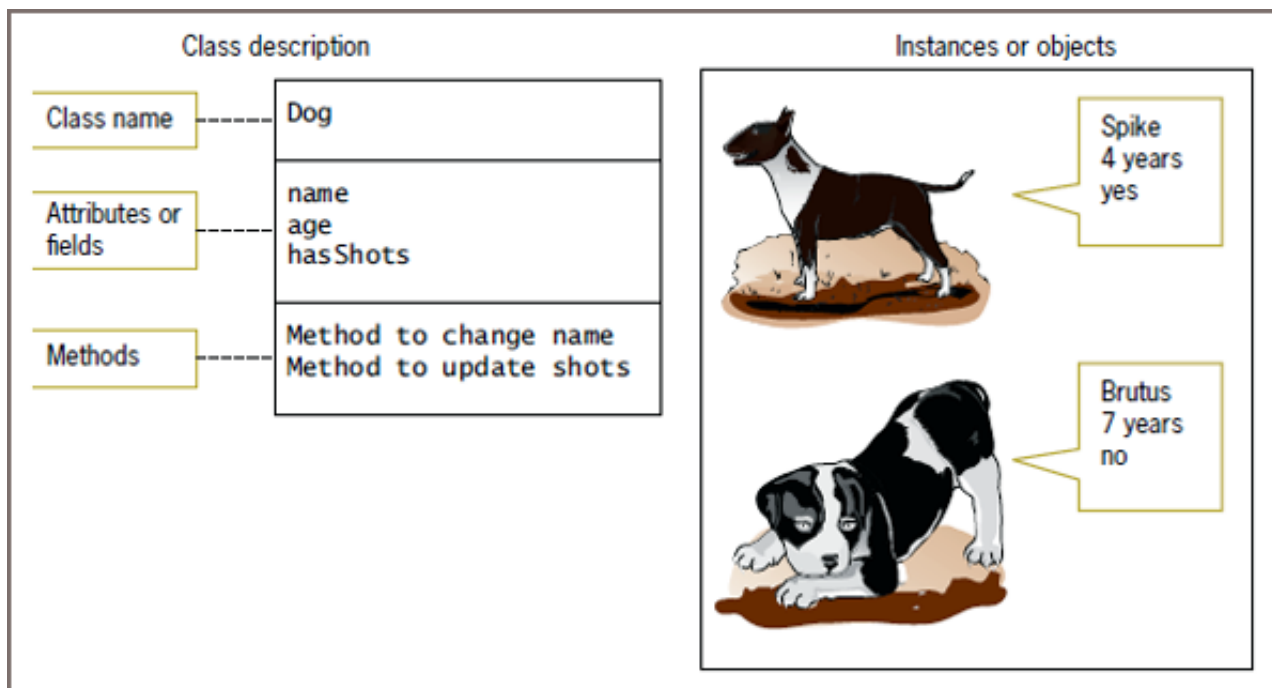 Class description
Class name
Dog
Attributes or
fields
name
age
hasShots
Methods
Method to change name
Method to update shots
Instances or objects
Spike
4 years
yes
Brutus
7 years
no